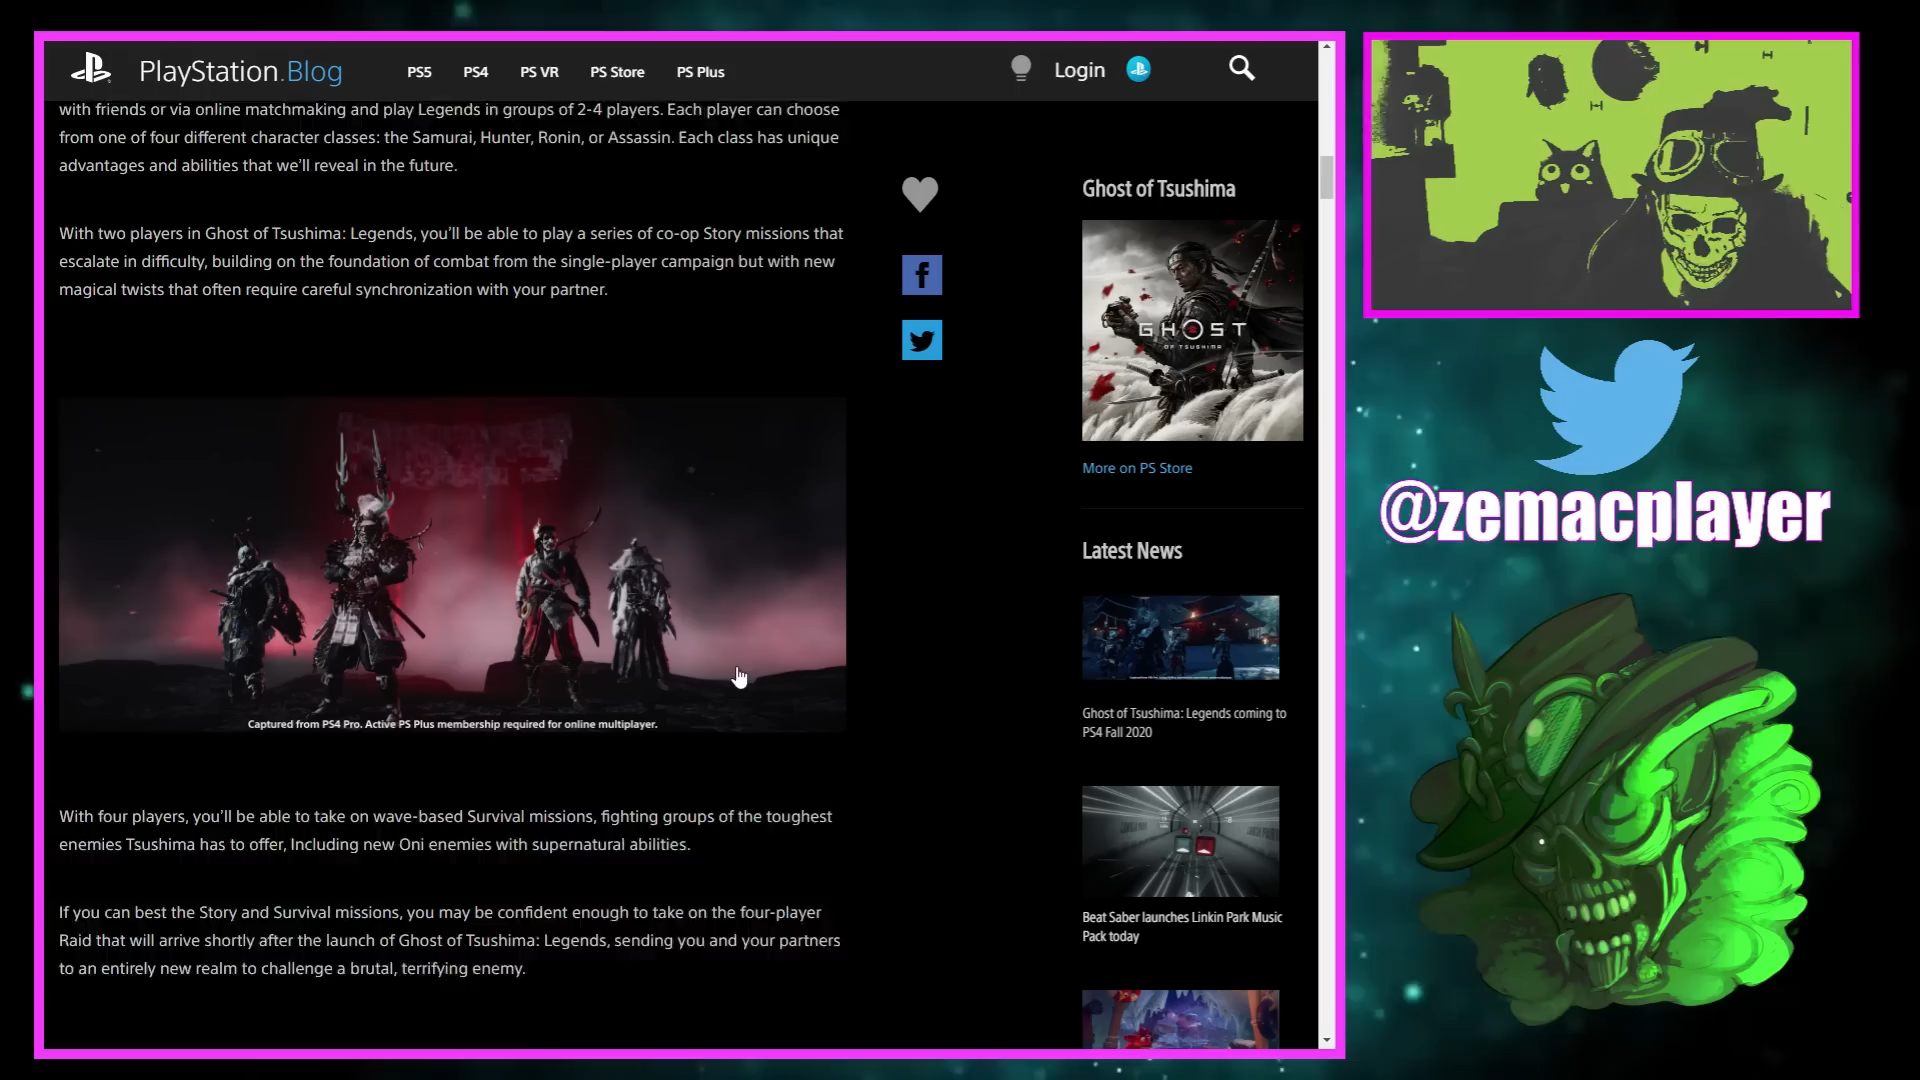 PlayStation.Blog
PS5
PS4
PS VR
PS Store
PS Plus
Login
with friends or via online matchmaking and play Legends in groups of 2-4 players. Each player can choose
from one of four different character classes: the Samurai, Hunter, Ronin, or Assassin. Each class has unique
advantages and abilities that we'll reveal in the future.
With two players in Ghost of Tsushima: Legends, you'll be able to play a series of co-op Story missions that
escalate in difficulty, building on the foundation of combat from the single-player campaign but with new
magical twists that often require careful synchronization with your partner.
Captured from PS4 Pro. Active PS Plus membership required for online multiplayer.
With four players, you'll be able to take on wave-based Survival missions, fighting groups of the toughest
enemies Tsushima has to offer, Including new Oni enemies with supernatural abilities.
If you can best the Story and Survival missions, you may be confident enough to take on the four-player
Raid that will arrive shortly after the launch of Ghost of Tsushima: Legends, sending you and your partners
to an entirely new realm to challenge a brutal, terrifying enemy.
Ghost of Tsushima
GHOST
OF TSUSHIMA
More on PS Store
Latest News
Ghost of Tsushima: Legends coming to
PS4 Fall 2020
Beat Saber launches Linkin Park Music
Pack today
@zemacplayer